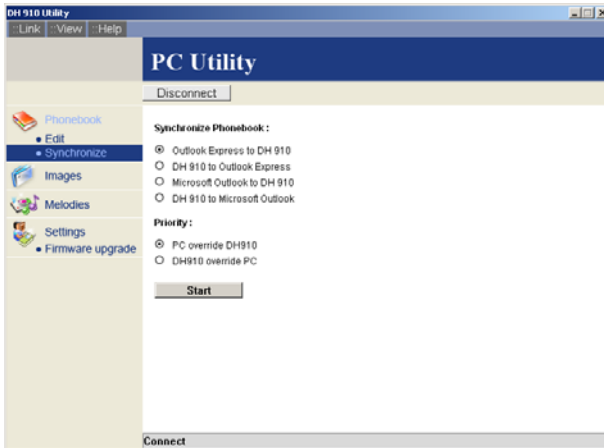 DH 910 Utility
::Link ::View ::Help
PC Utility
Disconnect
Phonebook
• Edit
• Synchronize
Images
Melodies
Settings
• Firmware upgrade
Synchronize Phonebook :
Outlook Express to DH 910
DH 910 to Outlook Express
Microsoft Outlook to DH 910
DH 910 to Microsoft Outlook
Priority :
PC override DH910
DH910 override PC
Start
Connect